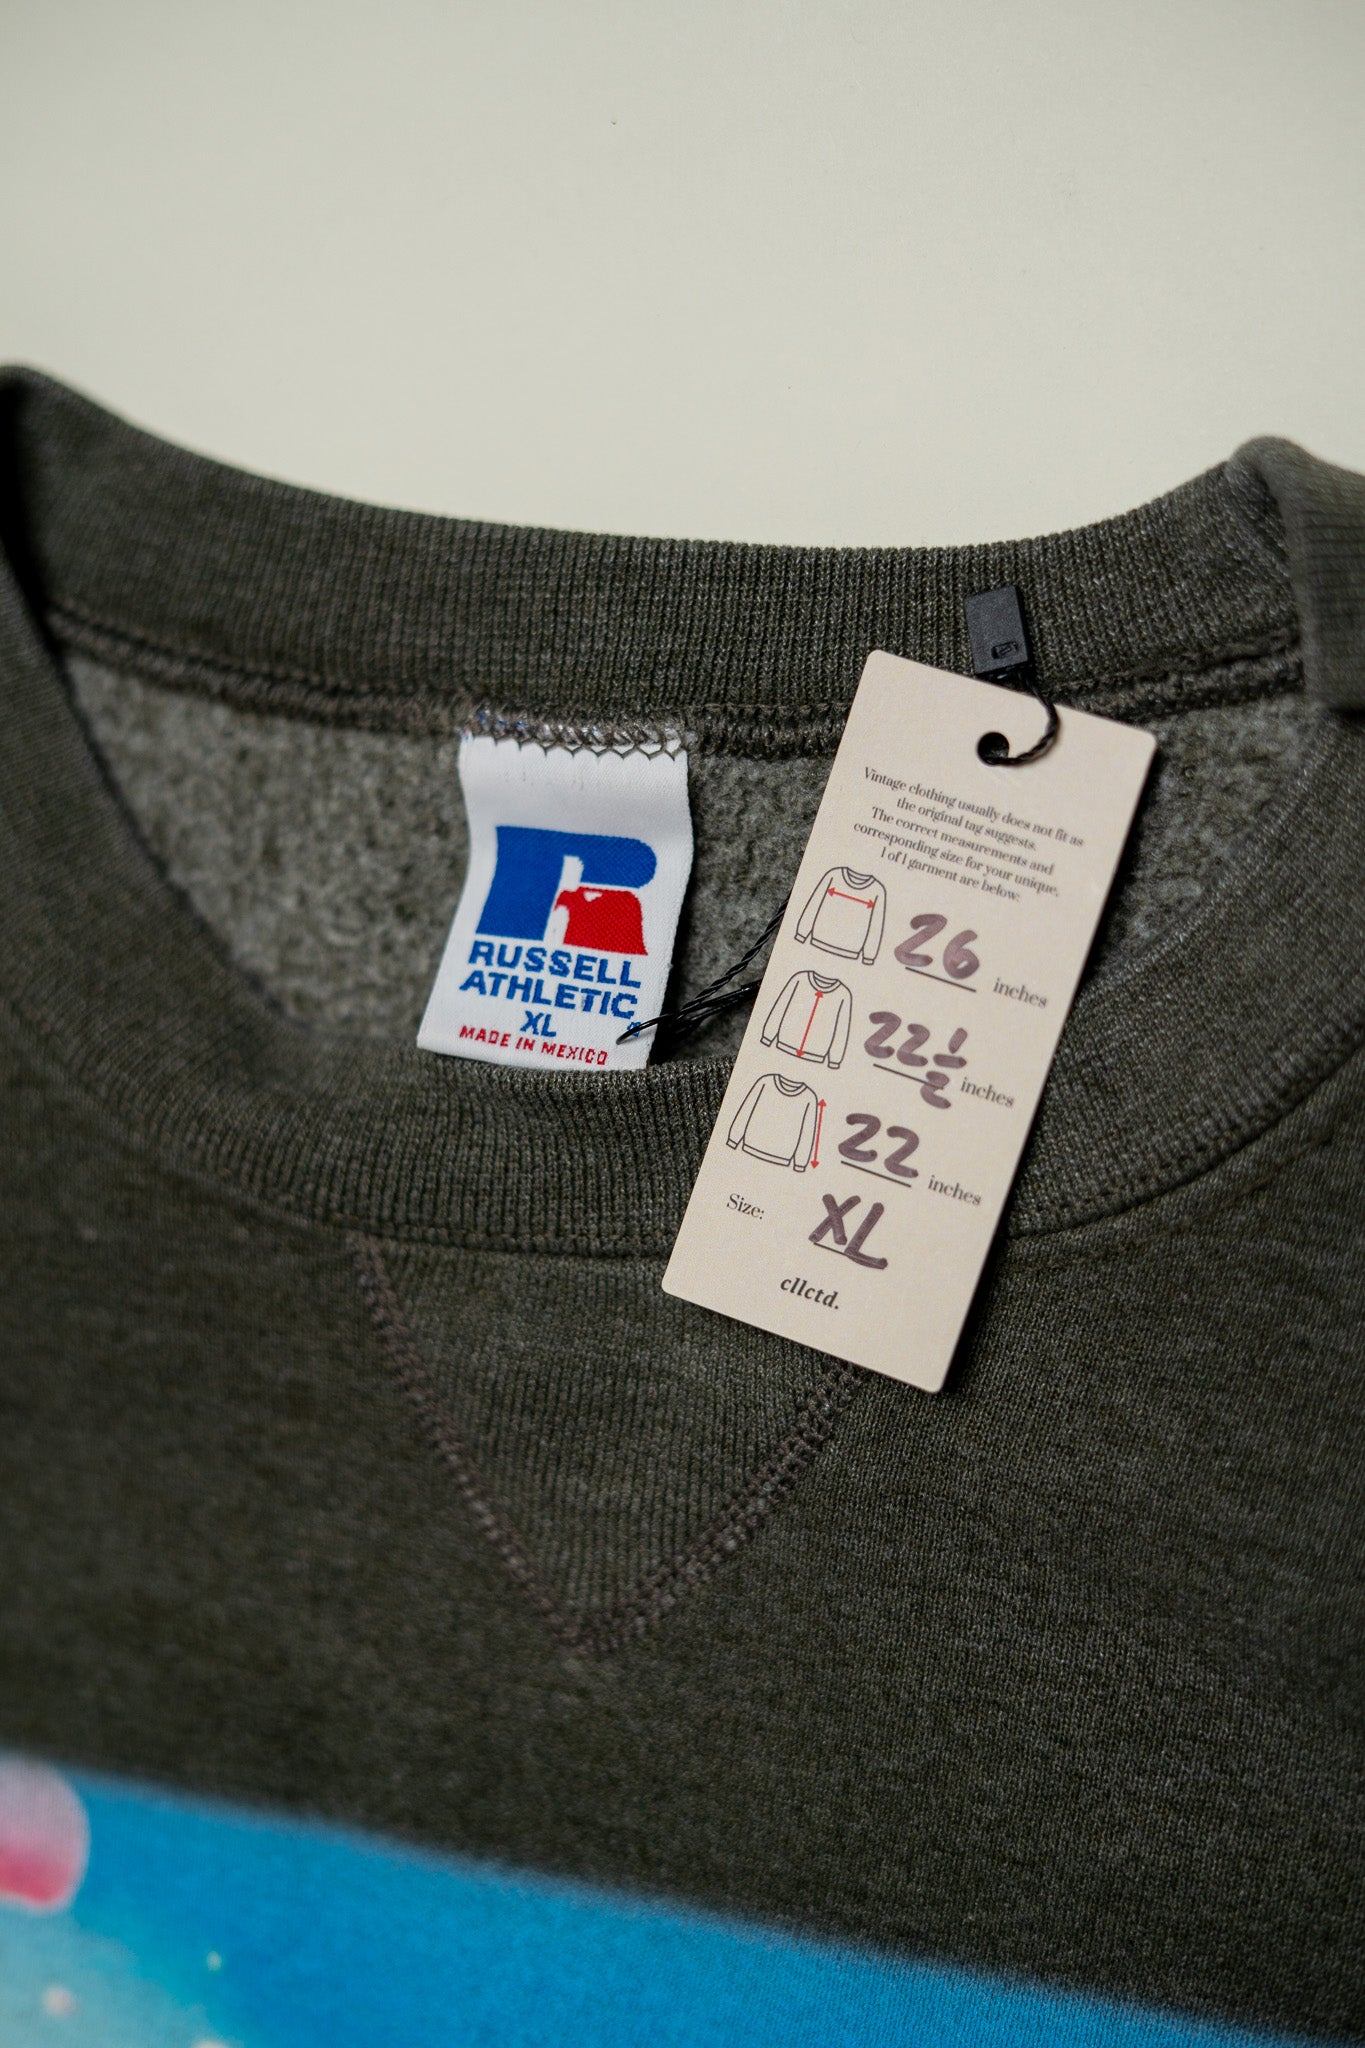 RUSSELL
ATHLETIC
XL
MADE IN MEXICO
Vintage clothing usually does not fit as
the original tag suggests.
The correct measurements and
corresponding size for your unique,
1 of 1 garment are below:
26 inches
22 1/2 inches
22 inches
Size: XL
cllctd.